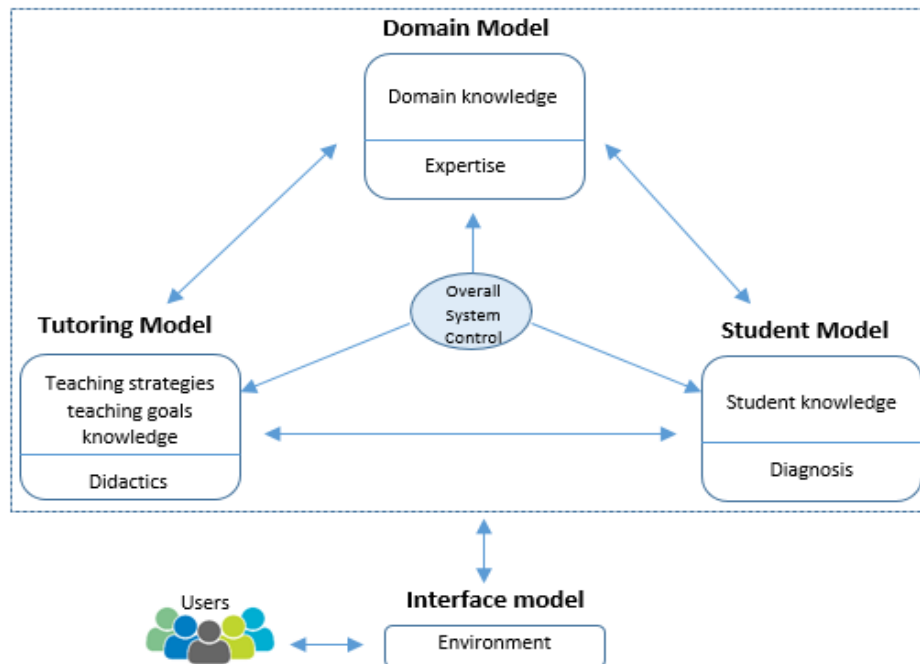 Domain Model
Domain knowledge
Expertise
Overall
System
Control
Tutoring Model
Teaching strategies
teaching goals
knowledge
Didactics
Student Model
Student knowledge
Diagnosis
Users
Interface model
Environment